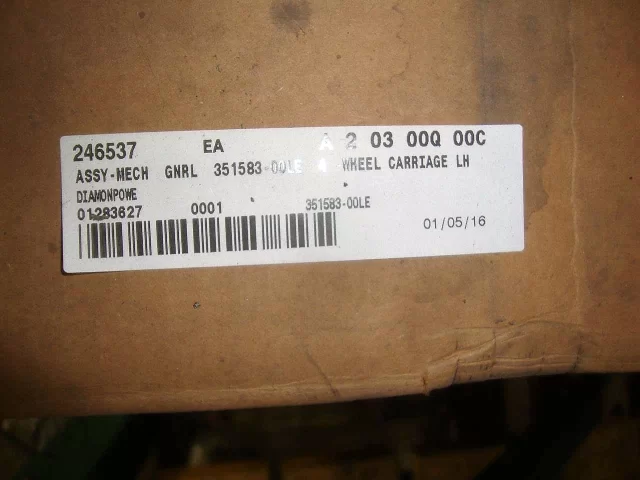 246537 EA A 2 03 00Q 00C
ASSY-MECH GNRL 351583-00LE 4 WHEEL CARRIAGE LH
DIAMONPOWE
01283627 0001 351583-00LE
01/05/16